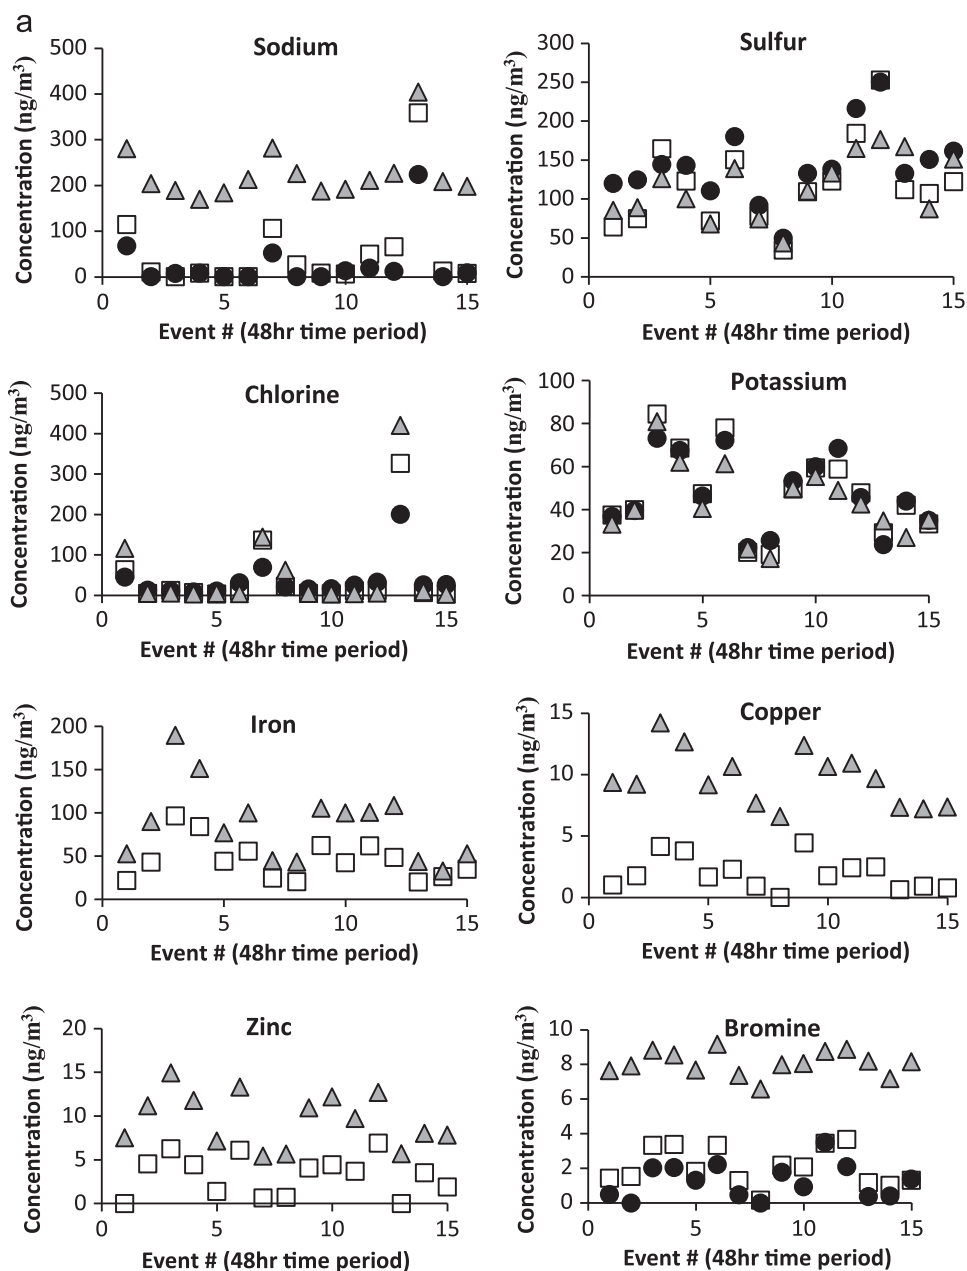 a
Sodium
Concentration (ng/m³)
500
400
300
200
100
0
0 5 10 15
Event # (48hr time period)
Sulfur
Concentration (ng/m³)
300
250
200
150
100
50
0
0 5 10 15
Event # (48hr time period)
Chlorine
Concentration (ng/m³)
500
400
300
200
100
0
0 5 10 15
Event # (48hr time period)
Potassium
Concentration (ng/m³)
100
80
60
40
20
0
0 5 10 15
Event # (48hr time period)
Iron
Concentration (ng/m³)
200
150
100
50
0
0 5 10 15
Event # (48hr time period)
Copper
Concentration (ng/m³)
15
10
5
0
0 5 10 15
Event # (48hr time period)
Zinc
Concentration (ng/m³)
20
15
10
5
0
0 5 10 15
Event # (48hr time period)
Bromine
Concentration (ng/m³)
10
8
6
4
2
0
0 5 10 15
Event # (48hr time period)